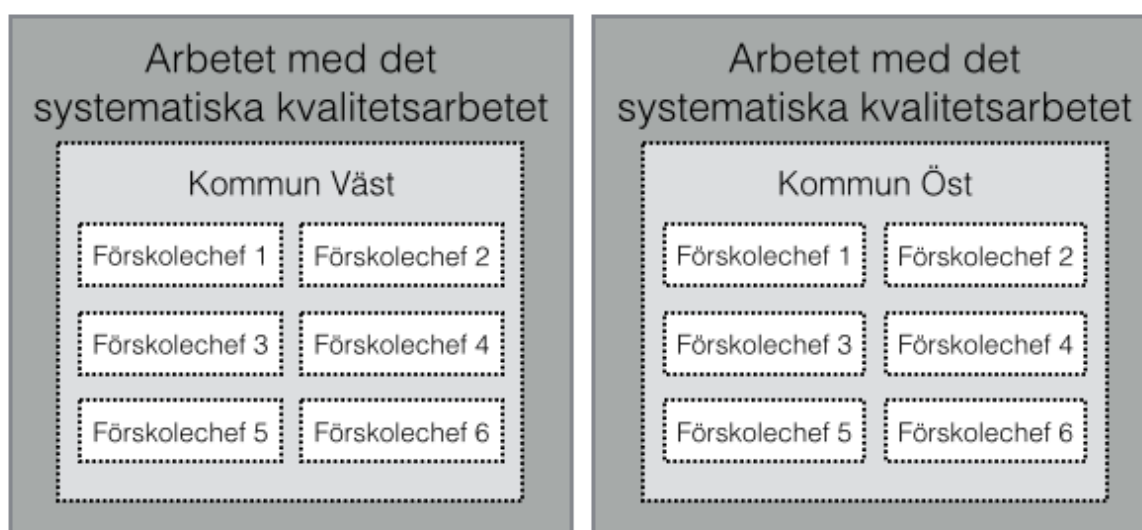 Arbetet med det
systematiska kvalitetsarbetet
Kommun Väst
Förskolechef 1
Förskolechef 2
Förskolechef 3
Förskolechef 4
Förskolechef 5
Förskolechef 6
Arbetet med det
systematiska kvalitetsarbetet
Kommun Öst
Förskolechef 1
Förskolechef 2
Förskolechef 3
Förskolechef 4
Förskolechef 5
Förskolechef 6